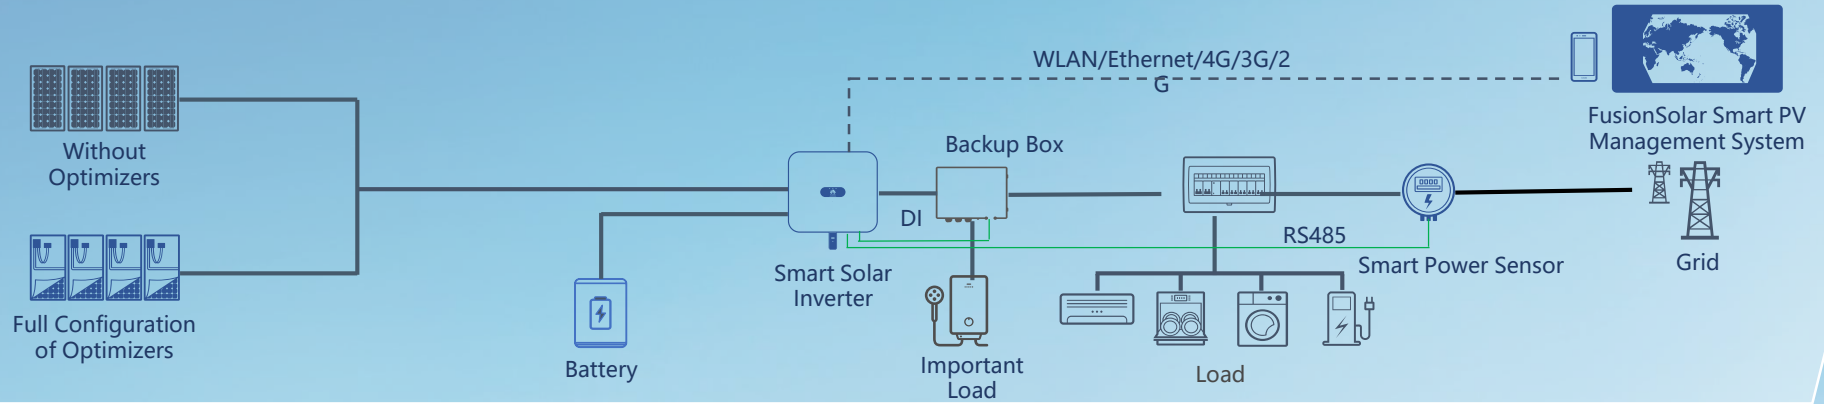 WLAN/Ethernet/4G/3G/2
G
FusionSolar Smart PV
Management System
Without
Optimizers
Backup Box
DI
RS485
Smart Solar
Inverter
Smart Power Sensor
Grid
Full Configuration
of Optimizers
Battery
Important
Load
Load